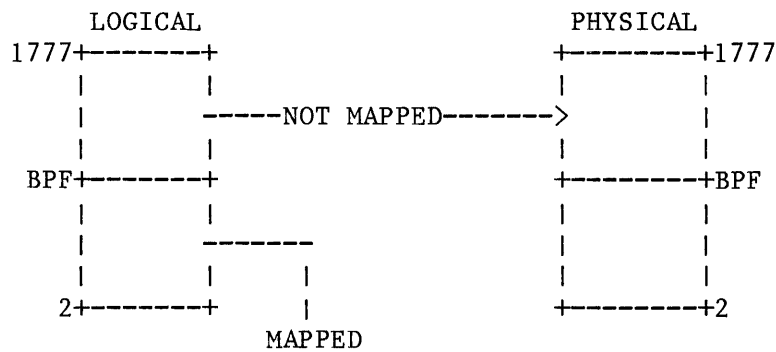 LOGICAL PHYSICAL
1777 1777
NOT MAPPED
BPF BPF
2 2
MAPPED